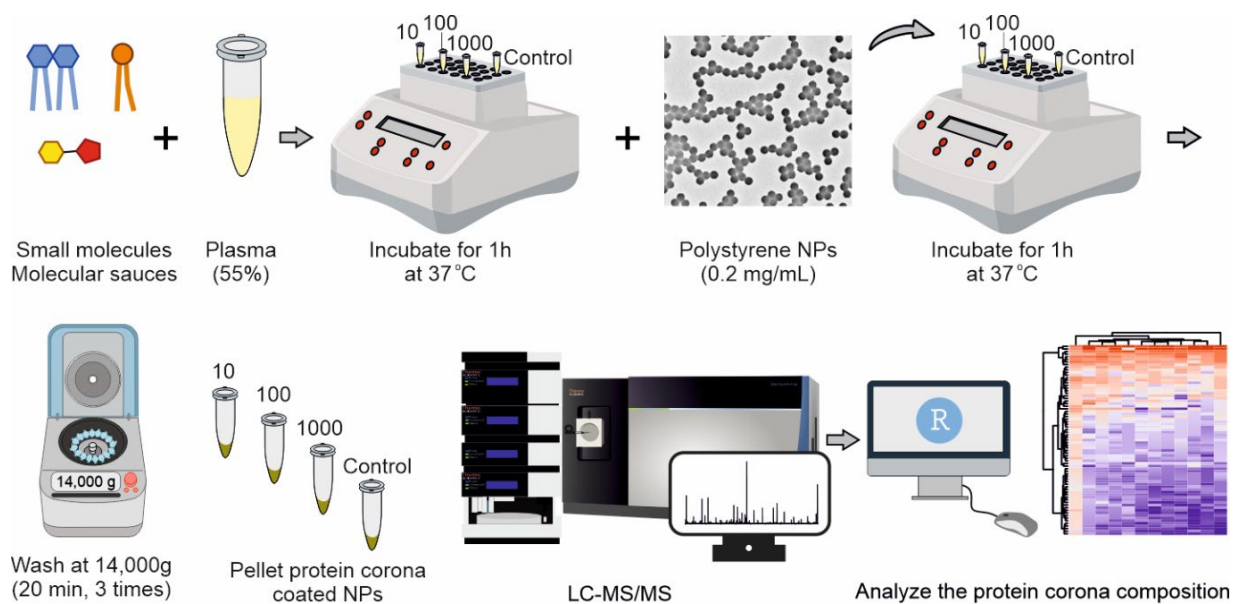 10
100
1000
Control
10
100
1000
Control
Small molecules
Molecular sauces
Plasma
(55%)
Incubate for 1h
at 37°C
Polystyrene NPs
(0.2 mg/mL)
Incubate for 1h
at 37°C
14,000 g
10
100
1000
Control
R
Wash at 14,000g
(20 min, 3 times)
Pellet protein corona
coated NPs
LC-MS/MS
Analyze the protein corona composition